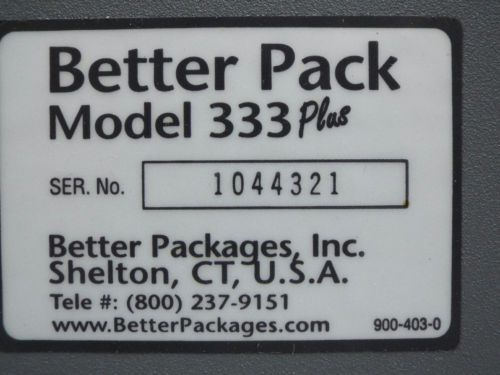 Better Pack
Model 333 Plus
SER. No. 1044321
Better Packages, Inc.
Shelton, CT, U.S.A.
Tele #: (800) 237-9151
www.BetterPackages.com 900-403-0